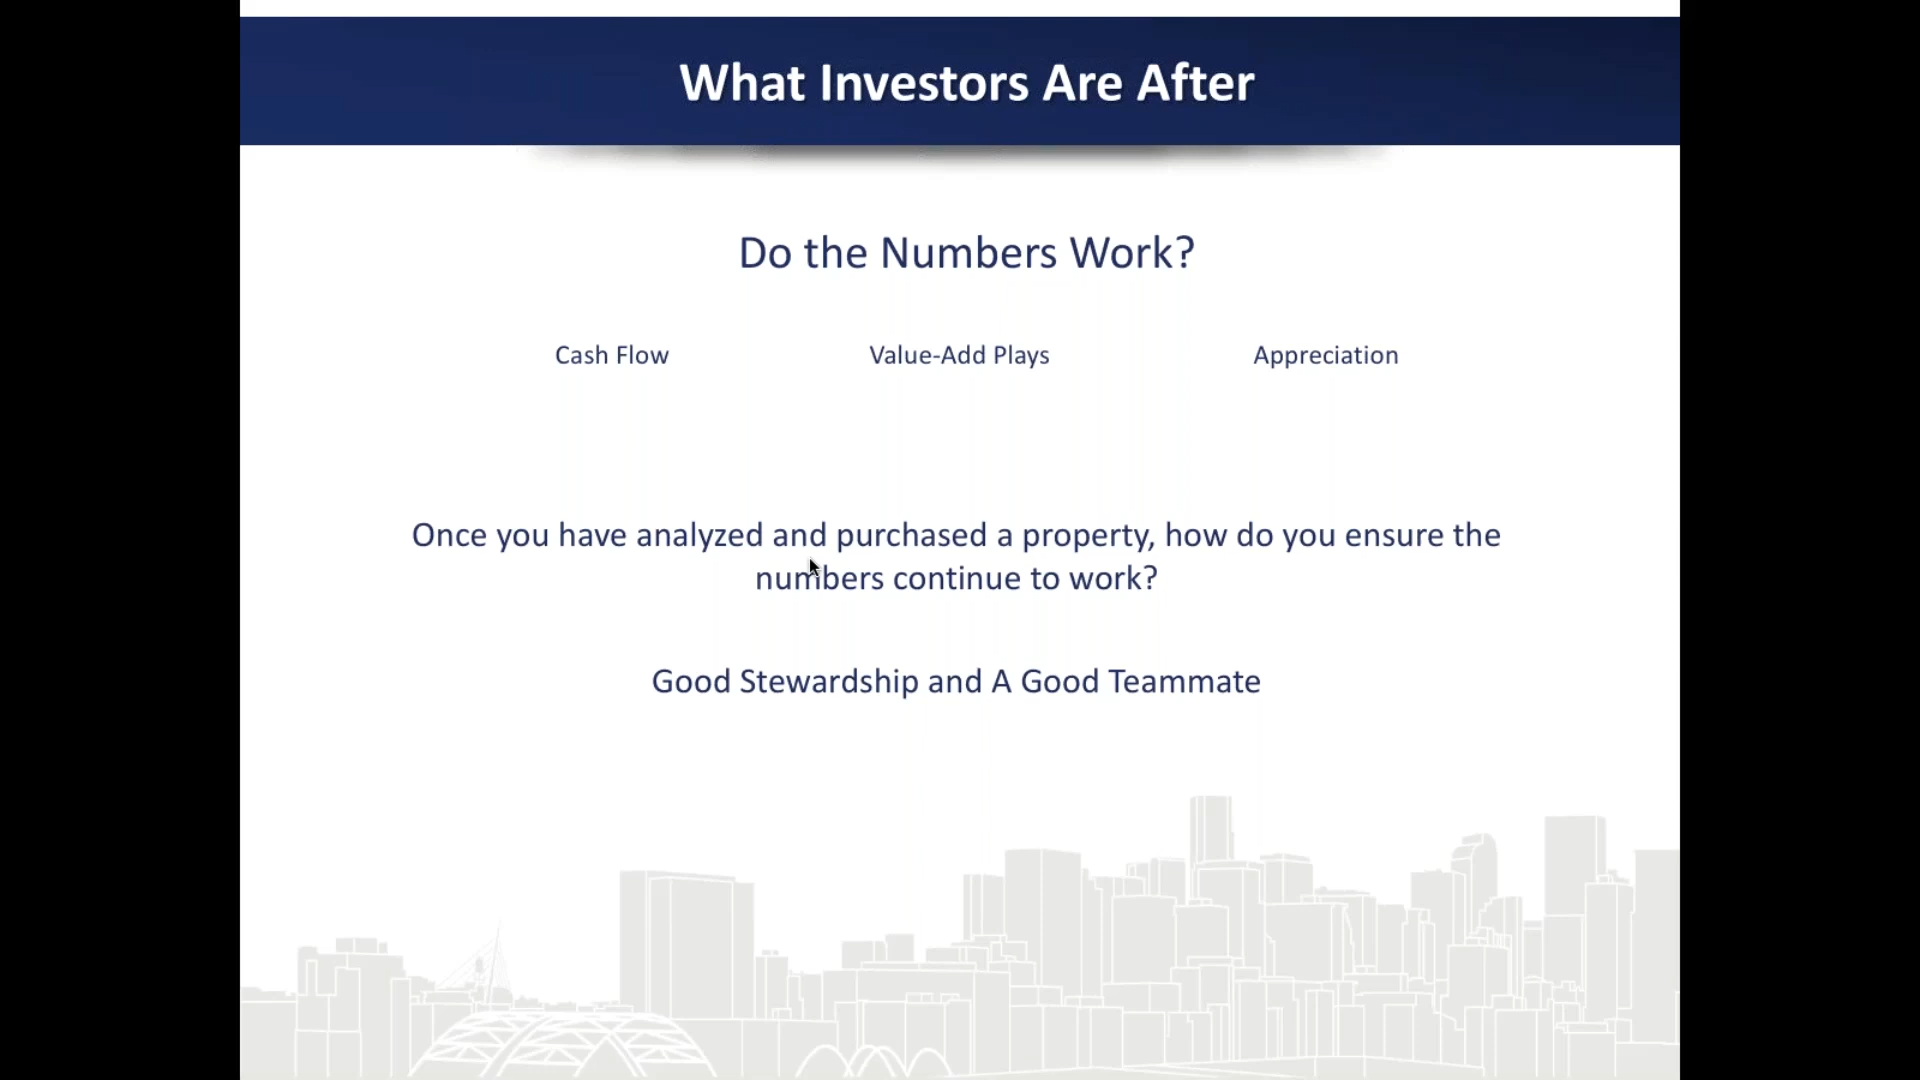 What Investors Are After
Do the Numbers Work?
Cash Flow
Value-Add Plays
Appreciation
Once you have analyzed and purchased a property, how do you ensure the
numbers continue to work?
Good Stewardship and A Good Teammate